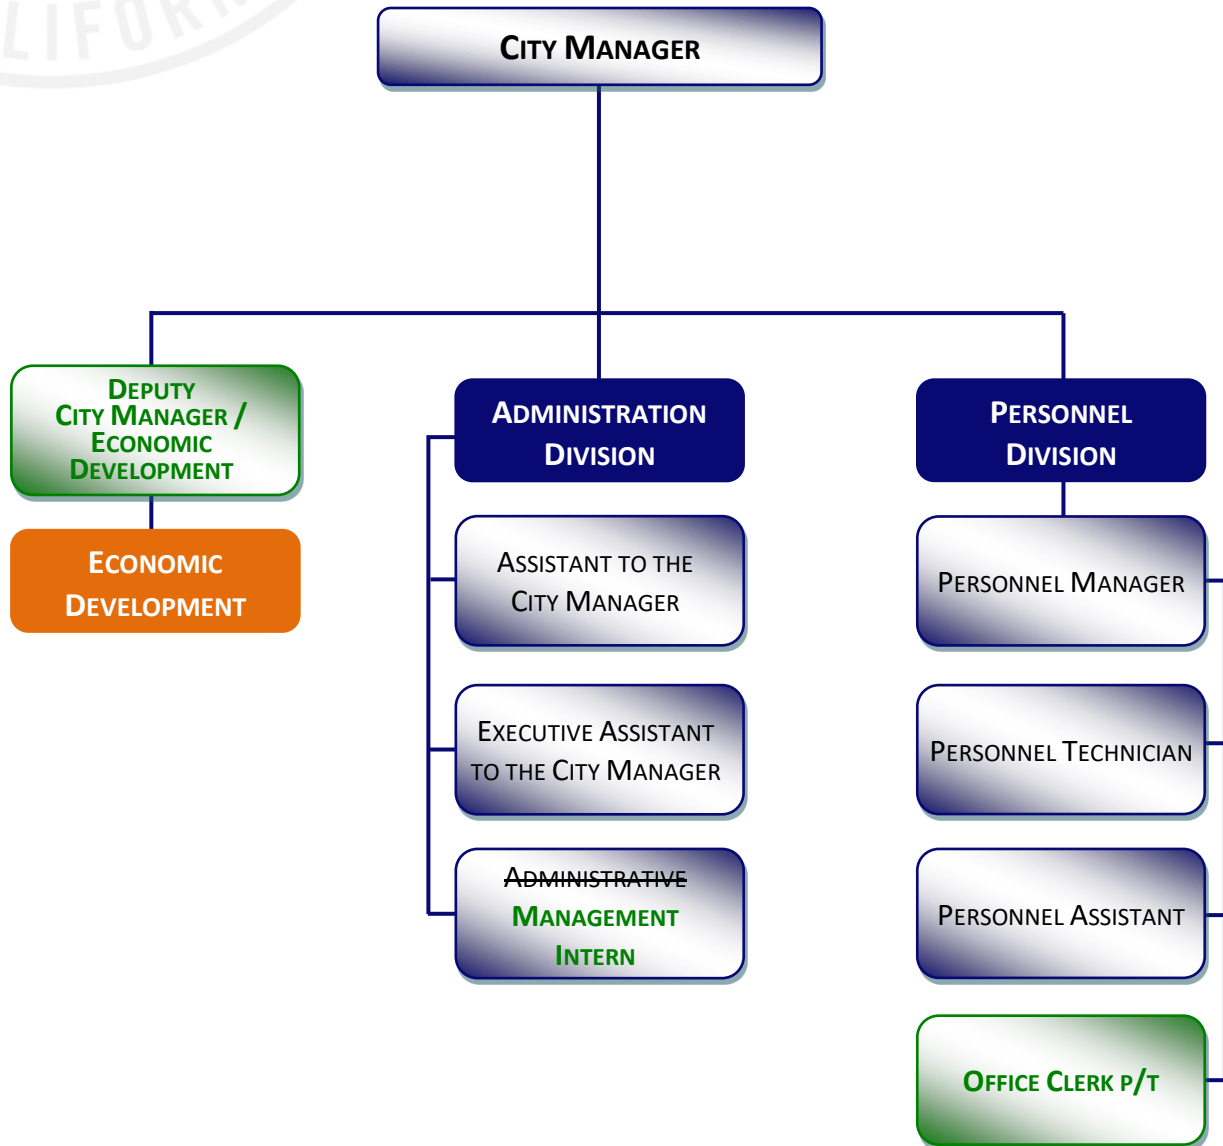 LIFORN
CITY MANAGER
DEPUTY
CITY MANAGER /
ECONOMIC
DEVELOPMENT
ECONOMIC
DEVELOPMENT
ADMINISTRATION
DIVISION
ASSISTANT TO THE
CITY MANAGER
EXECUTIVE ASSISTANT
TO THE CITY MANAGER
ADMINISTRATIVE
MANAGEMENT
INTERN
PERSONNEL
DIVISION
PERSONNEL MANAGER
PERSONNEL TECHNICIAN
PERSONNEL ASSISTANT
OFFICE CLERK P/T